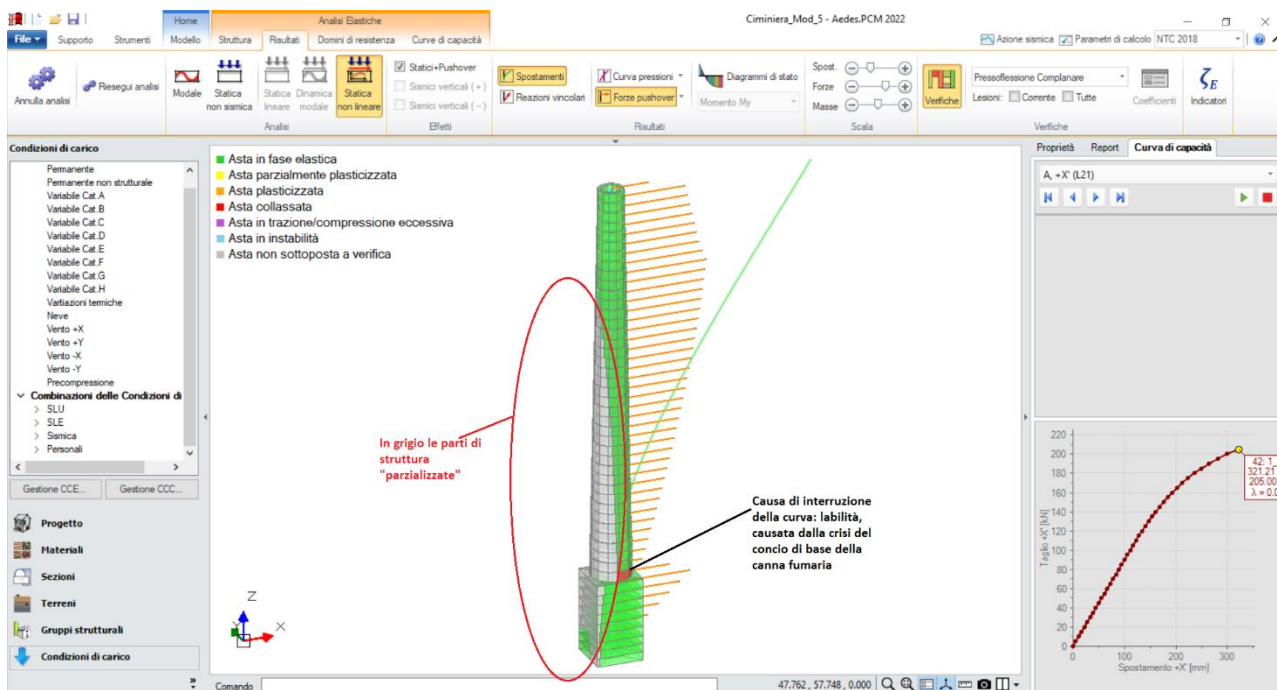 Ciminiera_Mod_5 - Aedes.PCM 2022
Home
Analisi Elastiche
File
Supporto
Strumenti
Modello
Struttura
Risultati
Domini di resistenza
Curve di capacità
Azione sismica
Parametri di calcolo
NTC 2018
Annulla analisi
Riesegui analisi
Modale
Statica
non sismica
Statica
lineare
Dinamica
modale
Statica
non lineare
Analisi
Statici+Pushover
Sismici verticali (+)
Sismici verticali (-)
Effetti
Spostamenti
Reazioni vincolari
Curva pressioni
Forze pushover
Diagrammi di stato
Momento My
Risultati
Spost.
Forze
Masse
Scala
Verifiche
Pressoflessione Complanare
Lesioni:
Corrente
Tutte
Coefficienti
Verifiche
ζE
Indicatori
Condizioni di carico
Permanente
Permanente non strutturale
Variabile Cat.A
Variabile Cat.B
Variabile Cat.C
Variabile Cat.D
Variabile Cat.E
Variabile Cat.F
Variabile Cat.G
Variabile Cat.H
Variazioni termiche
Neve
Vento +X
Vento +Y
Vento -X
Vento -Y
Precompressione
Combinazioni delle Condizioni di
SLU
SLE
Sismica
Personali
Gestione CCE...
Gestione CCC...
Progetto
Materiali
Sezioni
Terreni
Gruppi strutturali
Condizioni di carico
Asta in fase elastica
Asta parzialmente plasticizzata
Asta plasticizzata
Asta collassata
Asta in trazione/compressione eccessiva
Asta in instabilità
Asta non sottoposta a verifica
In grigio le parti di
struttura
"parzializzate"
Causa di interruzione
della curva: labilità,
causata dalla crisi del
concio di base della
canna fumaria
Z
Y
X
Comando
47.762 , 57.748 , 0.000
Proprietà
Report
Curva di capacità
A, +X' (L21)
220
200
180
160
140
120
100
80
60
40
20
0
Taglio +X' [kN]
0
100
200
300
Spostamento +X' [mm]
42: 1_
321.21
205.00
λ = 0.0